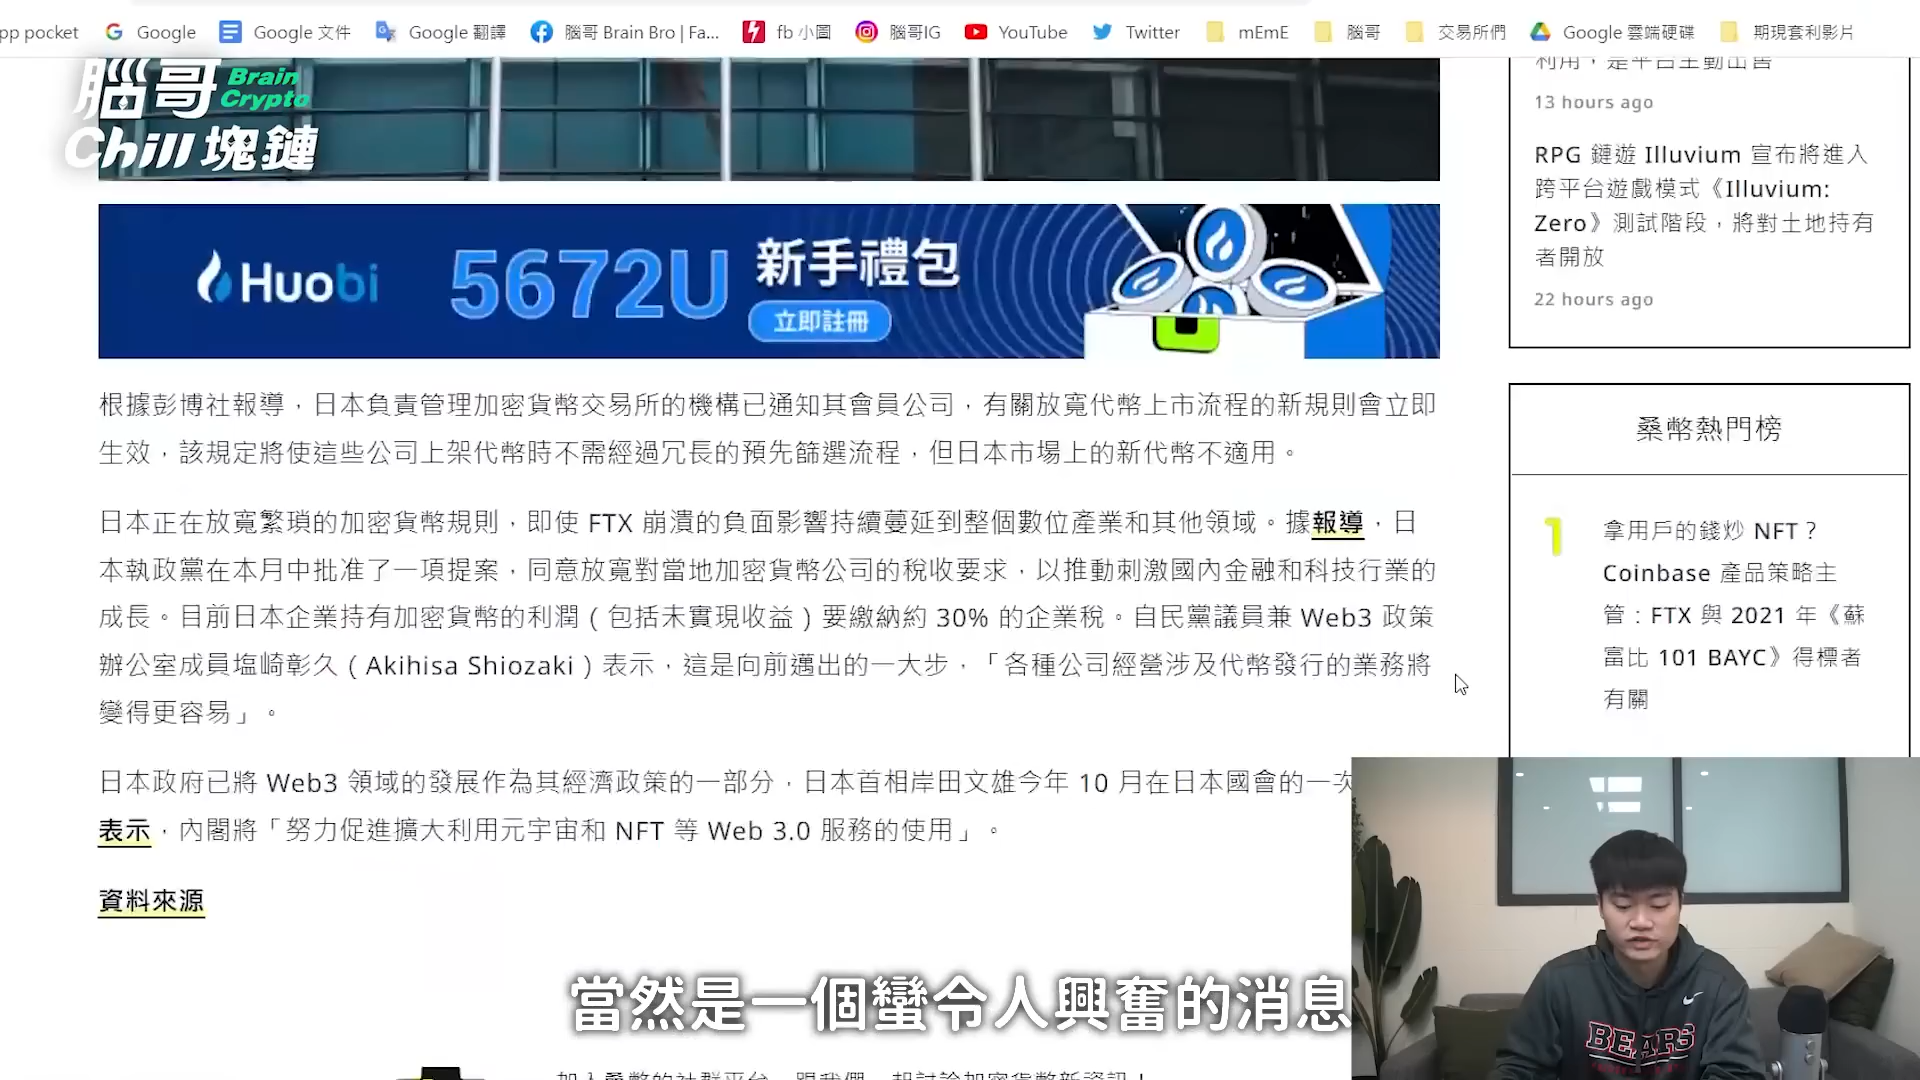 pp pocket
Google
Google 文件
Google 翻譯
腦哥 Brain Bro | Fa...
fb 小圖
腦哥IG
YouTube
Twitter
mEmE
腦哥
交易所們
Google 雲端硬碟
期現套利影片
腦哥 Brain Crypto
Chill 塊鏈
利用，是平台主動出售
13 hours ago
RPG 鏈遊 Illuvium 宣布將進入
跨平台遊戲模式《Illuvium:
Zero》測試階段，將對土地持有
者開放
22 hours ago
Huobi
5672U
新手禮包
立即註冊
根據彭博社報導，日本負責管理加密貨幣交易所的機構已通知其會員公司，有關放寬代幣上市流程的新規則會立即
生效，該規定將使這些公司上架代幣時不需經過冗長的預先篩選流程，但日本市場上的新代幣不適用。
日本正在放寬繁瑣的加密貨幣規則，即使 FTX 崩潰的負面影響持續蔓延到整個數位產業和其他領域。據報導，日
本執政黨在本月中批准了一項提案，同意放寬對當地加密貨幣公司的稅收要求，以推動刺激國內金融和科技行業的
成長。目前日本企業持有加密貨幣的利潤（包括未實現收益）要繳納約 30% 的企業稅。自民黨議員兼 Web3 政策
辦公室成員塩崎彰久（Akihisa Shiozaki）表示，這是向前邁出的一大步，「各種公司經營涉及代幣發行的業務將
變得更容易」。
日本政府已將 Web3 領域的發展作為其經濟政策的一部分，日本首相岸田文雄今年 10 月在日本國會的一次
表示，內閣將「努力促進擴大利用元宇宙和 NFT 等 Web 3.0 服務的使用」。
資料來源
桑幣熱門榜
1
拿用戶的錢炒 NFT？
Coinbase 產品策略主
管：FTX 與 2021 年《蘇
富比 101 BAYC》得標者
有關
BEARS
當然是一個蠻令人興奮的消息
加入桑幣的社群平台，跟我們一起討論加密貨幣新資訊！